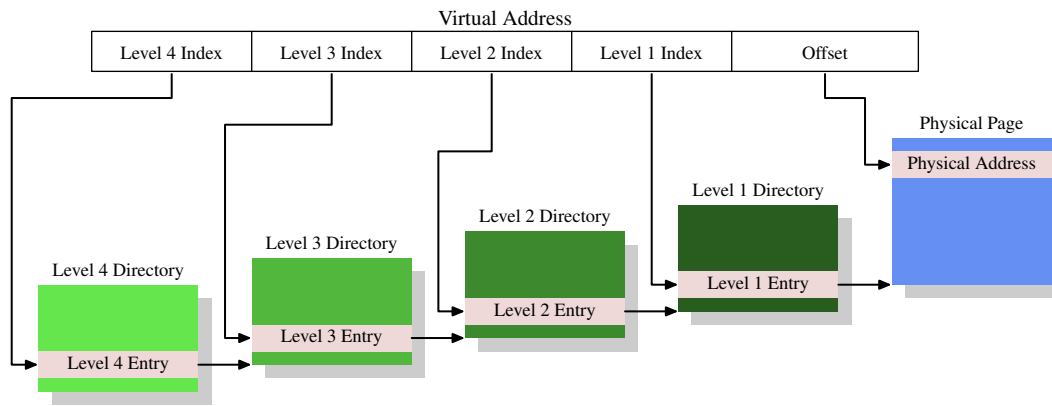 Virtual Address
Level 4 Index
Level 3 Index
Level 2 Index
Level 1 Index
Offset
Physical Page
Physical Address
Level 1 Directory
Level 2 Directory
Level 3 Directory
Level 4 Directory
Level 1 Entry
Level 2 Entry
Level 3 Entry
Level 4 Entry